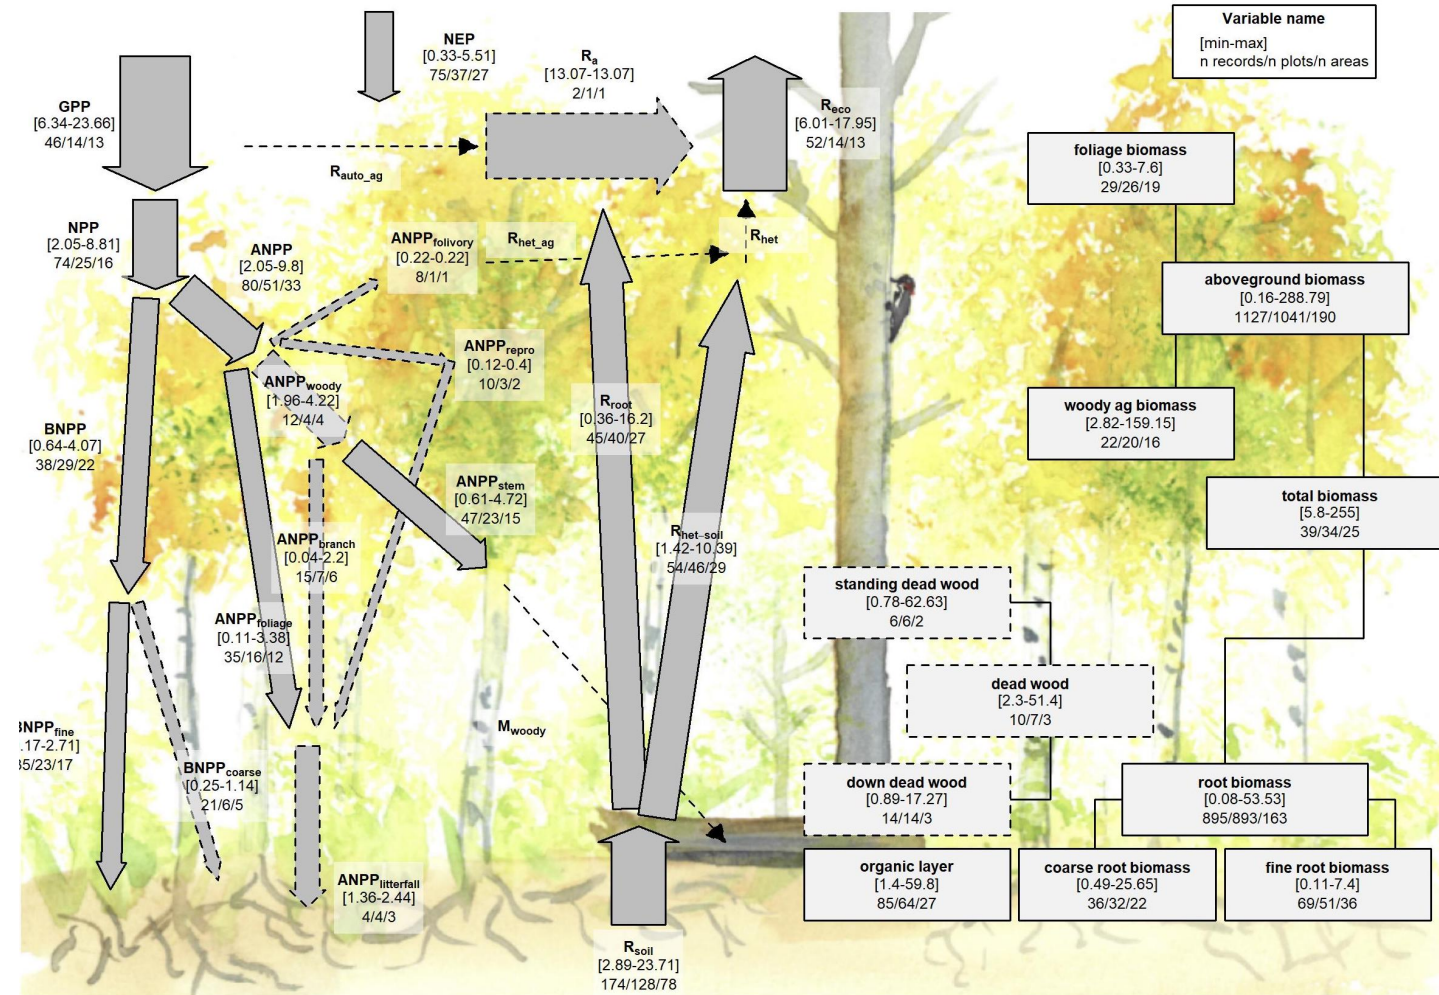 Variable name
[min-max]
n records/n plots/n areas
NEP
[0.33-5.51]
75/37/27
Ra
[13.07-13.07]
2/1/1
GPP
[6.34-23.66]
46/14/13
Reco
[6.01-17.95]
52/14/13
Rauto_ag
foliage biomass
[0.33-7.6]
29/26/19
NPP
[2.05-8.81]
74/25/16
ANPP
[2.05-9.8]
80/51/33
ANPPfolivory
[0.22-0.22]
8/1/1
Rhet_ag
Rhet
aboveground biomass
[0.16-288.79]
1127/1041/190
ANPPrepro
[0.12-0.4]
10/3/2
ANPPwoody
[1.96-4.22]
12/4/4
Rroot
[0.36-16.2]
45/40/27
woody ag biomass
[2.82-159.15]
22/20/16
BNPP
[0.64-4.07]
38/29/22
ANPPstem
[0.61-4.72]
47/23/15
total biomass
[5.8-255]
39/34/25
ANPPbranch
[0.04-2.2]
15/7/6
Rhet-soil
[1.42-10.39]
54/46/29
standing dead wood
[0.78-62.63]
6/6/2
ANPPfoliage
[0.11-3.38]
35/16/12
dead wood
[2.3-51.4]
10/7/3
Mwoody
BNPPfine
.17-2.71]
5/23/17
BNPPcoarse
[0.25-1.14]
21/6/5
down dead wood
[0.89-17.27]
14/14/3
root biomass
[0.08-53.53]
895/893/163
ANPPlitterfall
[1.36-2.44]
4/4/3
organic layer
[1.4-59.8]
85/64/27
coarse root biomass
[0.49-25.65]
36/32/22
fine root biomass
[0.11-7.4]
69/51/36
Rsoil
[2.89-23.71]
174/128/78